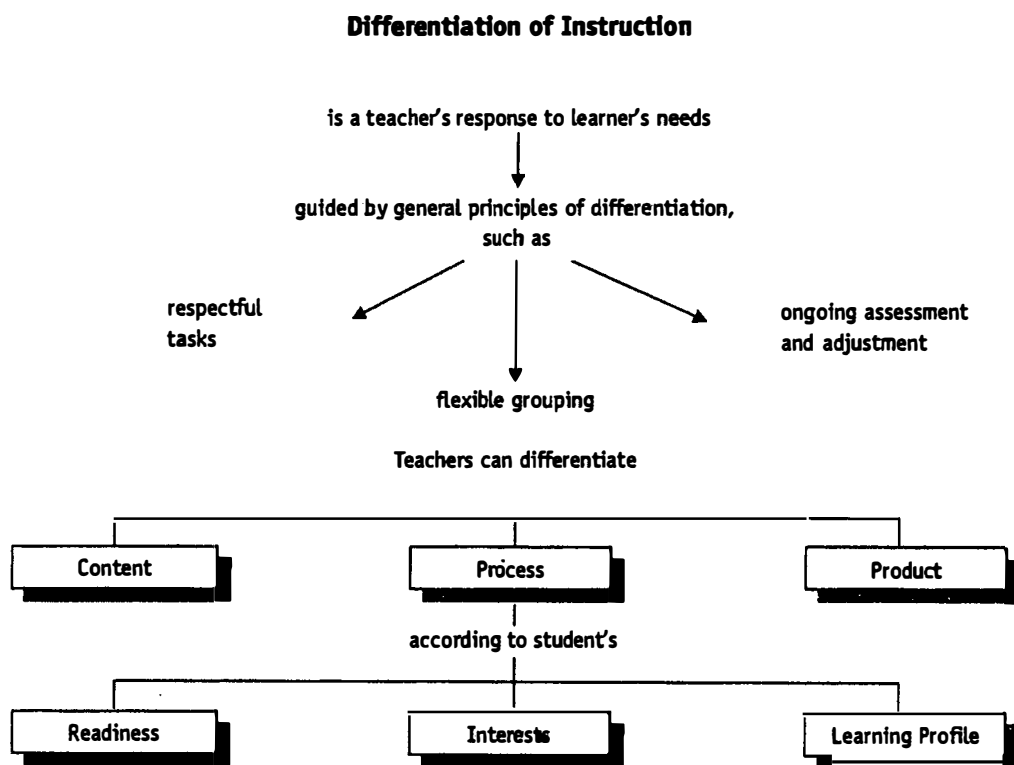 Differentiation of Instruction
is a teacher's response to learner's needs
guided by general principles of differentiation,
such as
respectful
tasks
ongoing assessment
and adjustment
flexible grouping
Teachers can differentiate
Content
Process
Product
according to student's
Readiness
Interests
Learning Profile